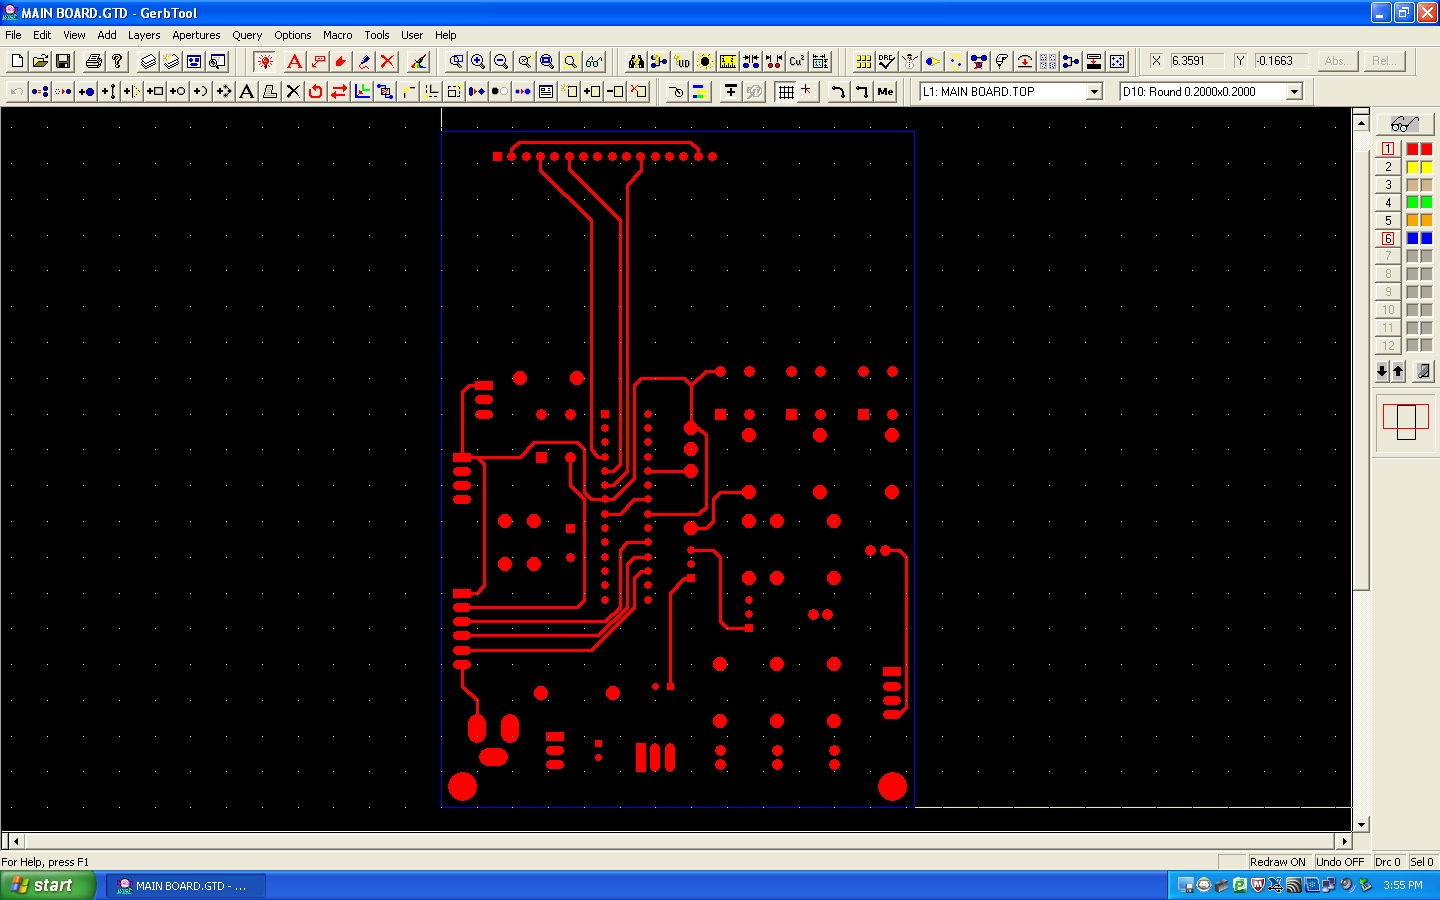 MAIN BOARD.GTD - GerbTool
File Edit View Add Layers Apertures Query Options Macro Tools User Help
X 6.3591 Y -0.1663 Abs... Rel...
L1: MAIN BOARD.TOP D10: Round 0.2000x0.2000
1
2
3
4
5
6
7
8
9
10
11
12
For Help, press F1
Redraw ON Undo OFF Drc 0 Sel 0
start MAIN BOARD.GTD - ... 3:55 PM